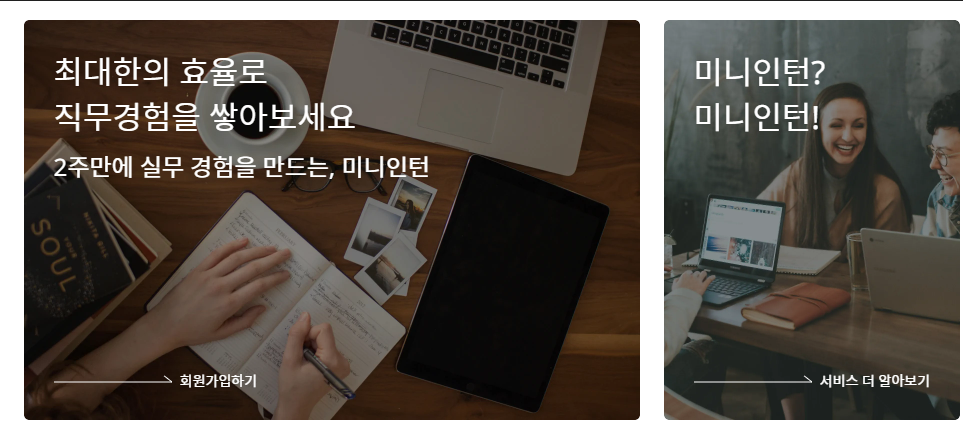 최대한의 효율로
직무경험을 쌓아보세요
2주만에 실무 경험을 만드는, 미니인턴
SOUL
회원가입하기
미니인턴?
미니인턴!
서비스 더 알아보기